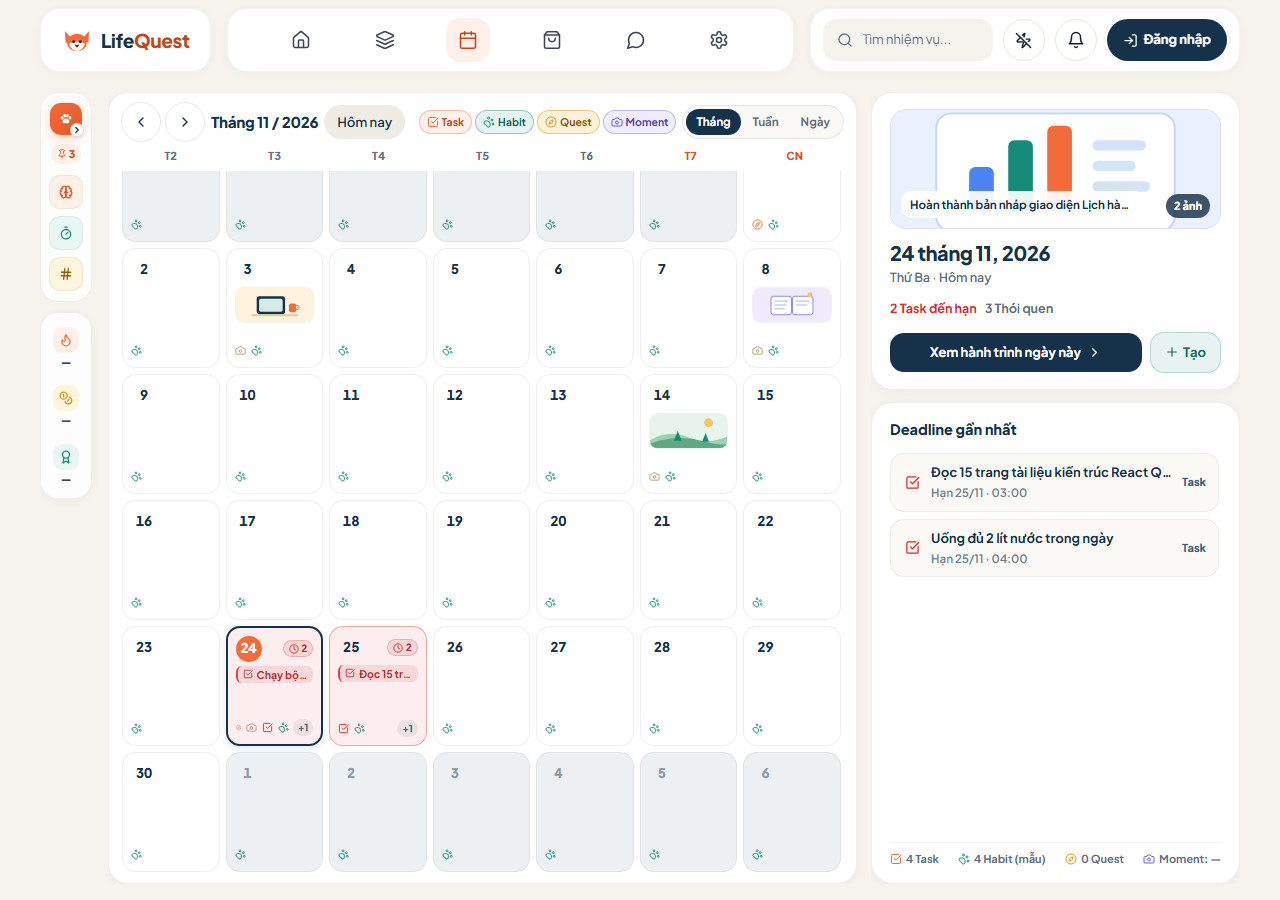 LifeQuest
Tìm nhiệm vụ...
Đăng nhập
3
Tháng 11 / 2026
Hôm nay
Task
Habit
Quest
Moment
Tháng
Tuần
Ngày
T2 T3 T4 T5 T6 T7 CN
2 3 4 5 6 7 8
9 10 11 12 13 14 15
16 17 18 19 20 21 22
23 24 2 25 2 26 27 28 29
Chạy bộ... Đọc 15 tr...
+1 +1
30 1 2 3 4 5 6
Hoàn thành bản nháp giao diện Lịch hà...
2 ảnh
24 tháng 11, 2026
Thứ Ba · Hôm nay
2 Task đến hạn 3 Thói quen
Xem hành trình ngày này
+ Tạo
Deadline gần nhất
Đọc 15 trang tài liệu kiến trúc React Q...
Hạn 25/11 · 03:00
Task
Uống đủ 2 lít nước trong ngày
Hạn 25/11 · 04:00
Task
4 Task 4 Habit (mẫu) 0 Quest Moment: —